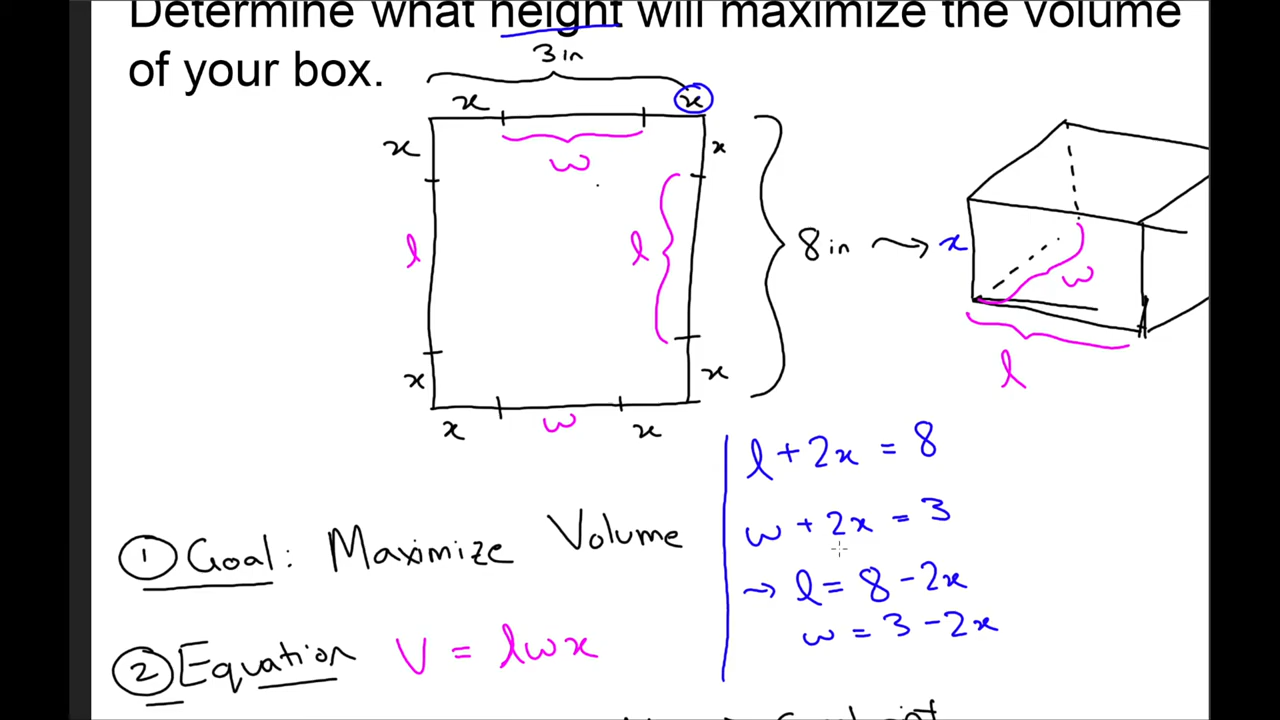 Determine what height will maximize the volume
of your box.
3 in
x x
x x
w
l l 8 in x
w
l
x x
x w x
l + 2x = 8
w + 2x = 3
① Goal: Maximize Volume
→ l = 8 - 2x
w = 3 - 2x
② Equation V = lwx